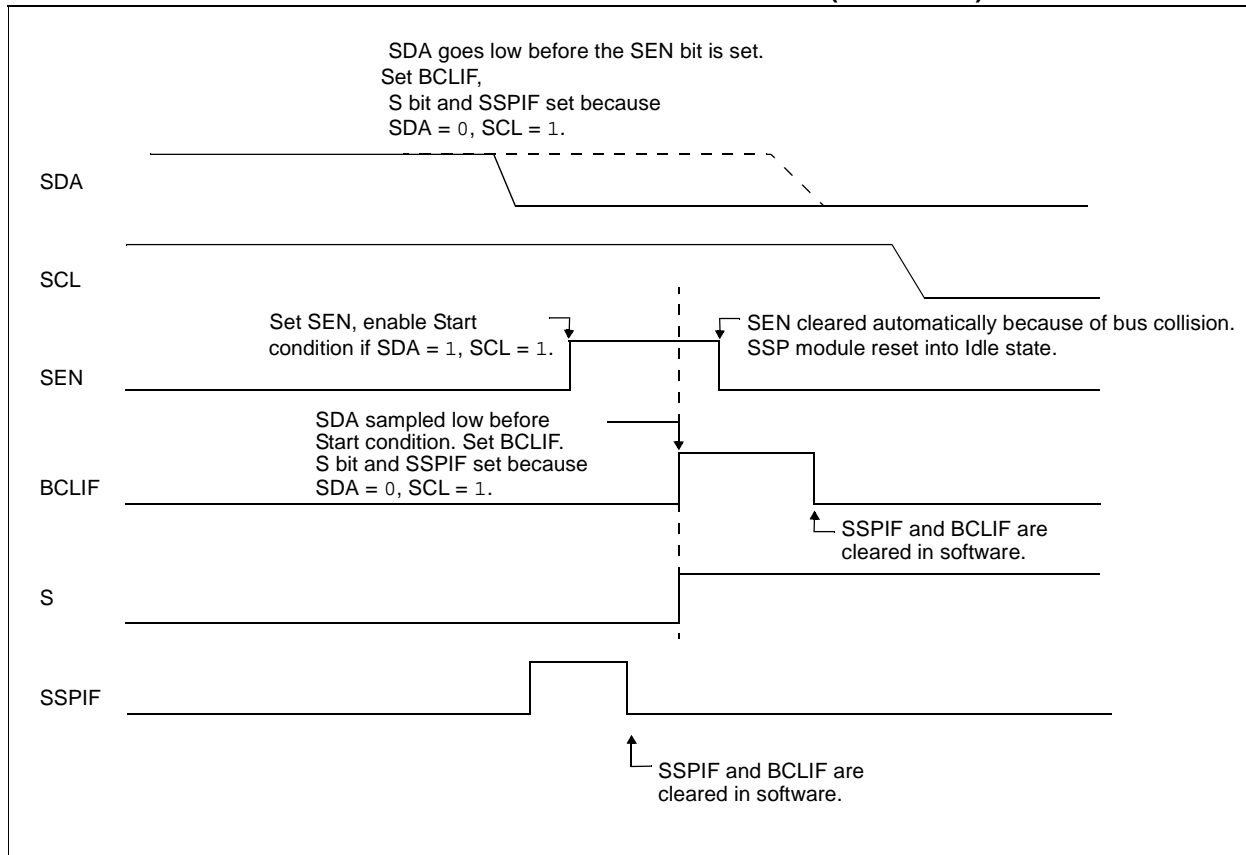 SDA goes low before the SEN bit is set.
Set BCLIF,
S bit and SSPIF set because
SDA = 0, SCL = 1.
SDA
SCL
Set SEN, enable Start
condition if SDA = 1, SCL = 1.
SEN cleared automatically because of bus collision.
SSP module reset into Idle state.
SEN
SDA sampled low before
Start condition. Set BCLIF.
S bit and SSPIF set because
SDA = 0, SCL = 1.
BCLIF
SSPIF and BCLIF are
cleared in software.
S
SSPIF
SSPIF and BCLIF are
cleared in software.